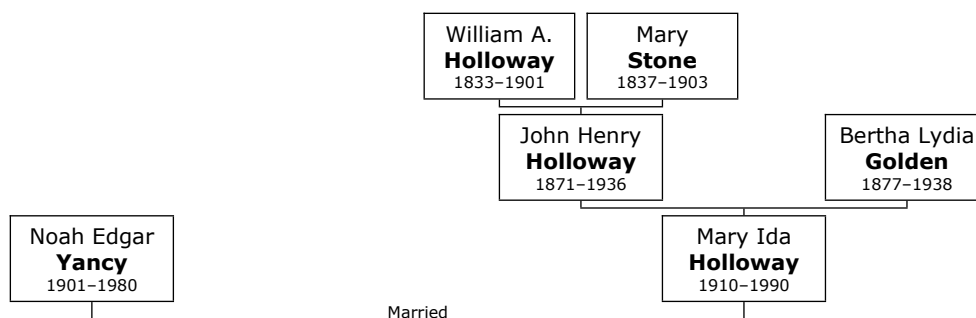 William A.
Holloway
1833–1901
Mary
Stone
1837–1903
John Henry
Holloway
1871–1936
Bertha Lydia
Golden
1877–1938
Noah Edgar
Yancy
1901–1980
Mary Ida
Holloway
1910–1990
Married